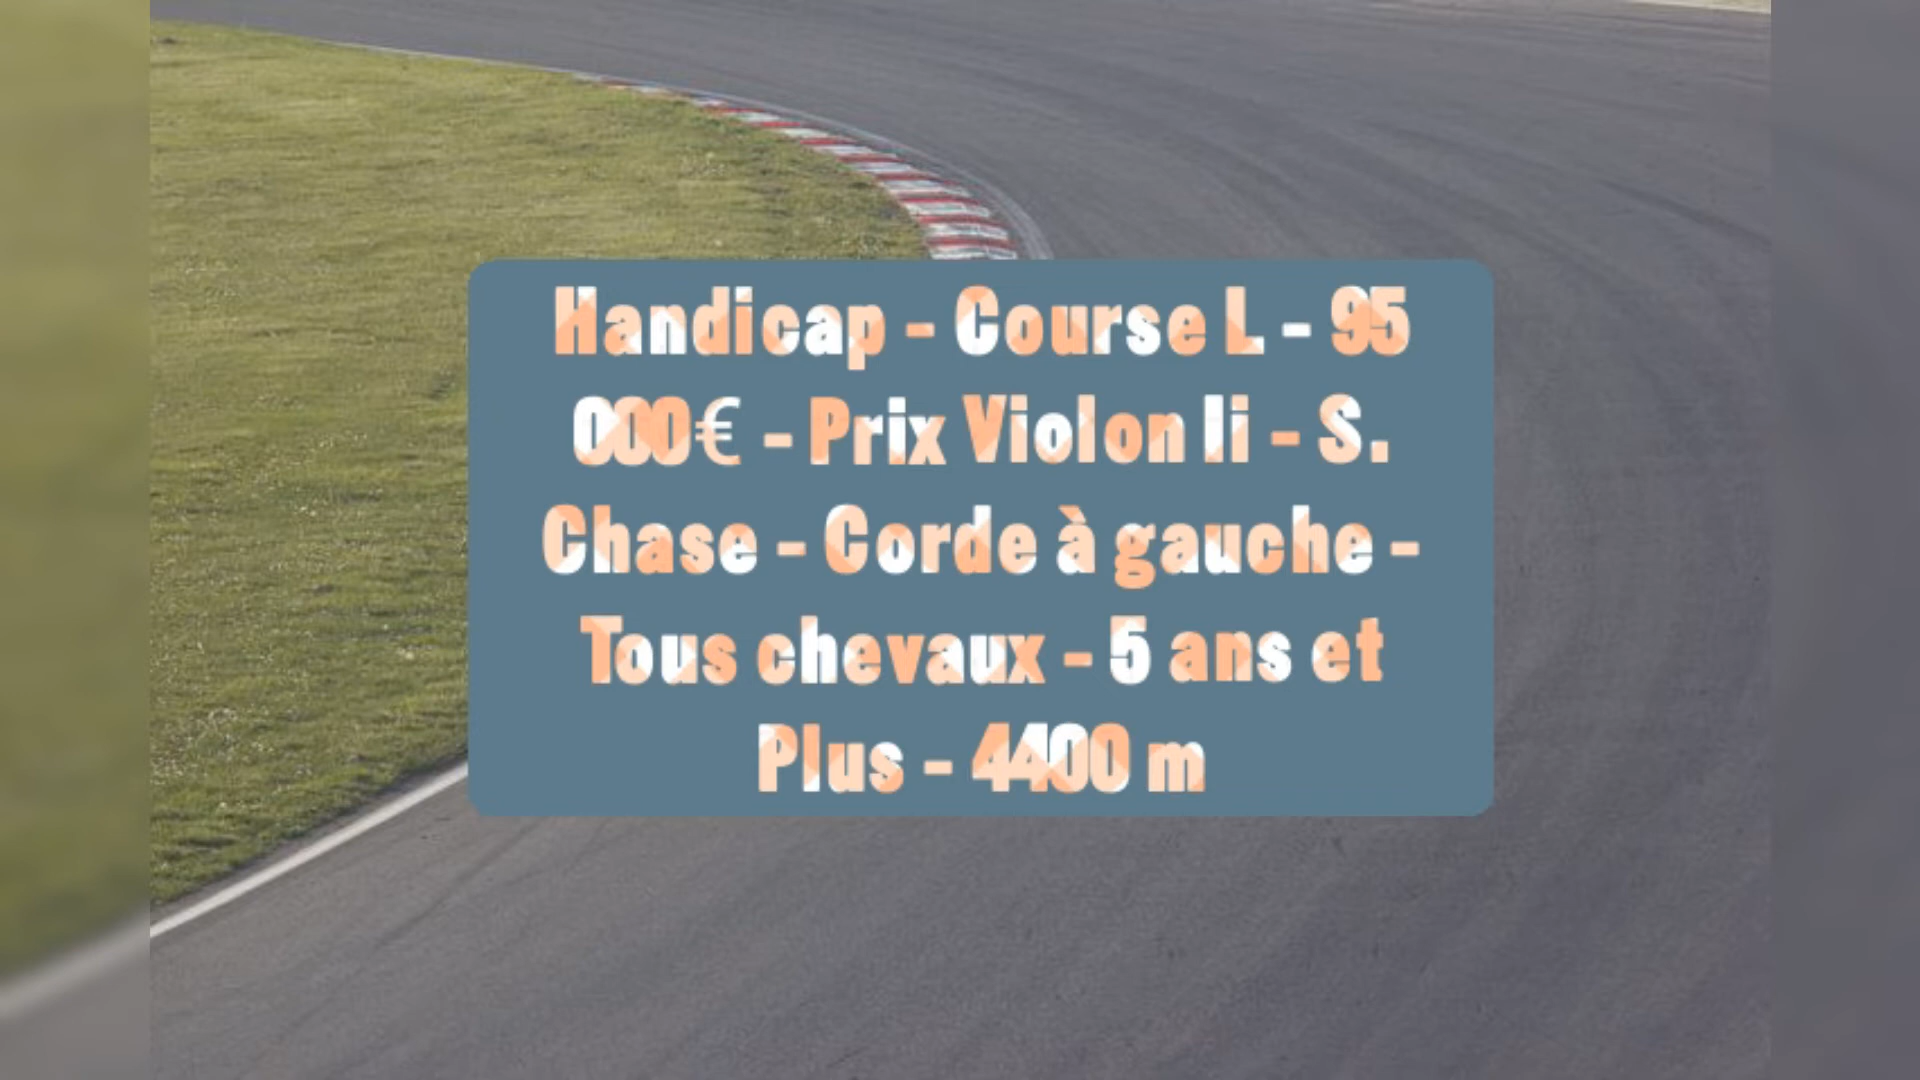 Handicap - Course L - 95
000€ - Prix Violon Ii - S.
Chase - Corde à gauche -
Tous chevaux - 5 ans et
Plus - 4400 m